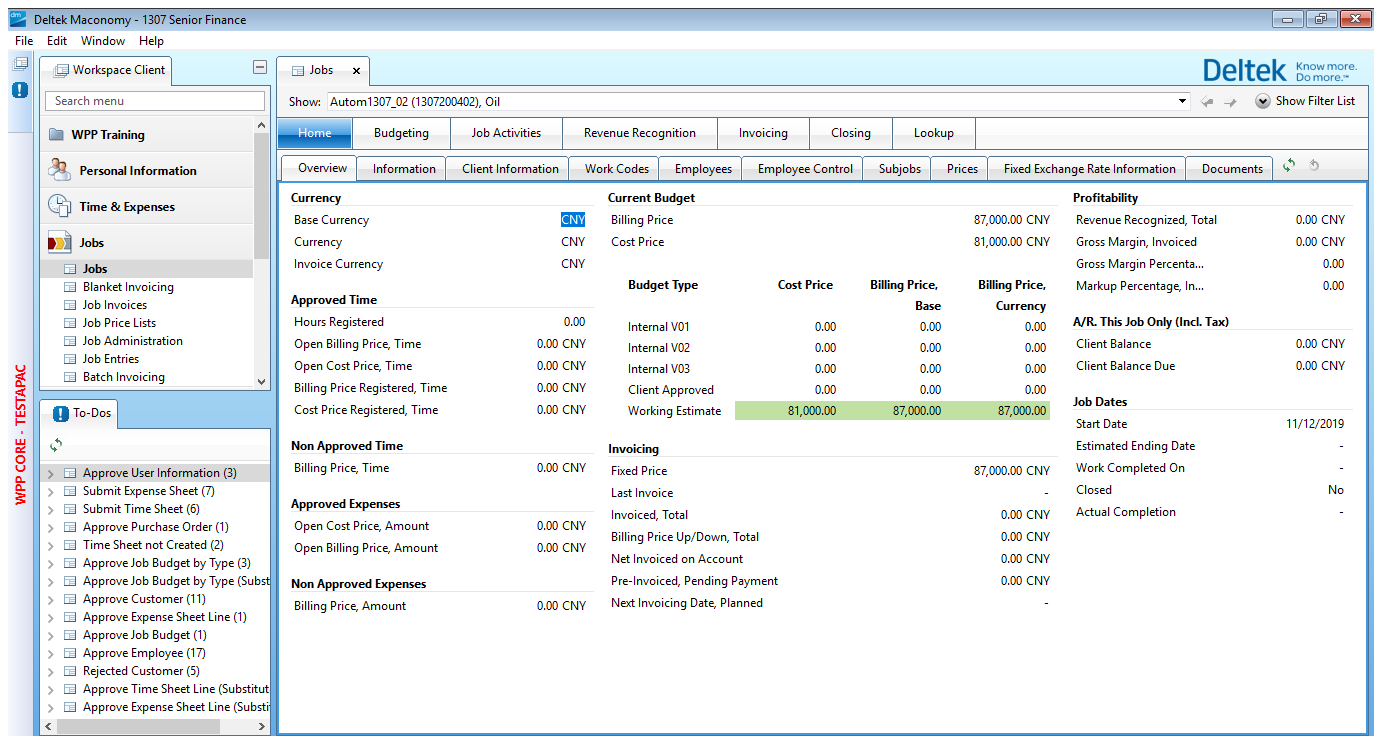 Deltek Maconomy - 1307 Senior Finance
File Edit Window Help
Workspace Client
Search menu
WPP Training
Personal Information
Time & Expenses
Jobs
Jobs
Blanket Invoicing
Job Invoices
Job Price Lists
Job Administration
Job Entries
Batch Invoicing
To-Dos
Approve User Information (3)
Submit Expense Sheet (7)
Submit Time Sheet (6)
Approve Purchase Order (1)
Time Sheet not Created (2)
Approve Job Budget by Type (3)
Approve Job Budget by Type (Subst
Approve Customer (11)
Approve Expense Sheet Line (1)
Approve Job Budget (1)
Approve Employee (17)
Rejected Customer (5)
Approve Time Sheet Line (Substitut
Approve Expense Sheet Line (Substi
WPP CORE - TESTAPAC
Jobs
Deltek Know more. Do more.™
Show: Autom1307_02 (1307200402), Oil Show Filter List
Home Budgeting Job Activities Revenue Recognition Invoicing Closing Lookup
Overview Information Client Information Work Codes Employees Employee Control Subjobs Prices Fixed Exchange Rate Information Documents
Currency
Base Currency CNY
Currency CNY
Invoice Currency CNY
Approved Time
Hours Registered 0.00
Open Billing Price, Time 0.00 CNY
Open Cost Price, Time 0.00 CNY
Billing Price Registered, Time 0.00 CNY
Cost Price Registered, Time 0.00 CNY
Non Approved Time
Billing Price, Time 0.00 CNY
Approved Expenses
Open Cost Price, Amount 0.00 CNY
Open Billing Price, Amount 0.00 CNY
Non Approved Expenses
Billing Price, Amount 0.00 CNY
Current Budget
Billing Price 87,000.00 CNY
Cost Price 81,000.00 CNY
Budget Type Cost Price Billing Price, Billing Price,
Base Currency
Internal V01 0.00 0.00 0.00
Internal V02 0.00 0.00 0.00
Internal V03 0.00 0.00 0.00
Client Approved 0.00 0.00 0.00
Working Estimate 81,000.00 87,000.00 87,000.00
Invoicing
Fixed Price 87,000.00 CNY
Last Invoice -
Invoiced, Total 0.00 CNY
Billing Price Up/Down, Total 0.00 CNY
Net Invoiced on Account 0.00 CNY
Pre-Invoiced, Pending Payment 0.00 CNY
Next Invoicing Date, Planned -
Profitability
Revenue Recognized, Total 0.00 CNY
Gross Margin, Invoiced 0.00 CNY
Gross Margin Percenta... 0.00
Markup Percentage, In... 0.00
A/R. This Job Only (Incl. Tax)
Client Balance 0.00 CNY
Client Balance Due 0.00 CNY
Job Dates
Start Date 11/12/2019
Estimated Ending Date -
Work Completed On -
Closed No
Actual Completion -